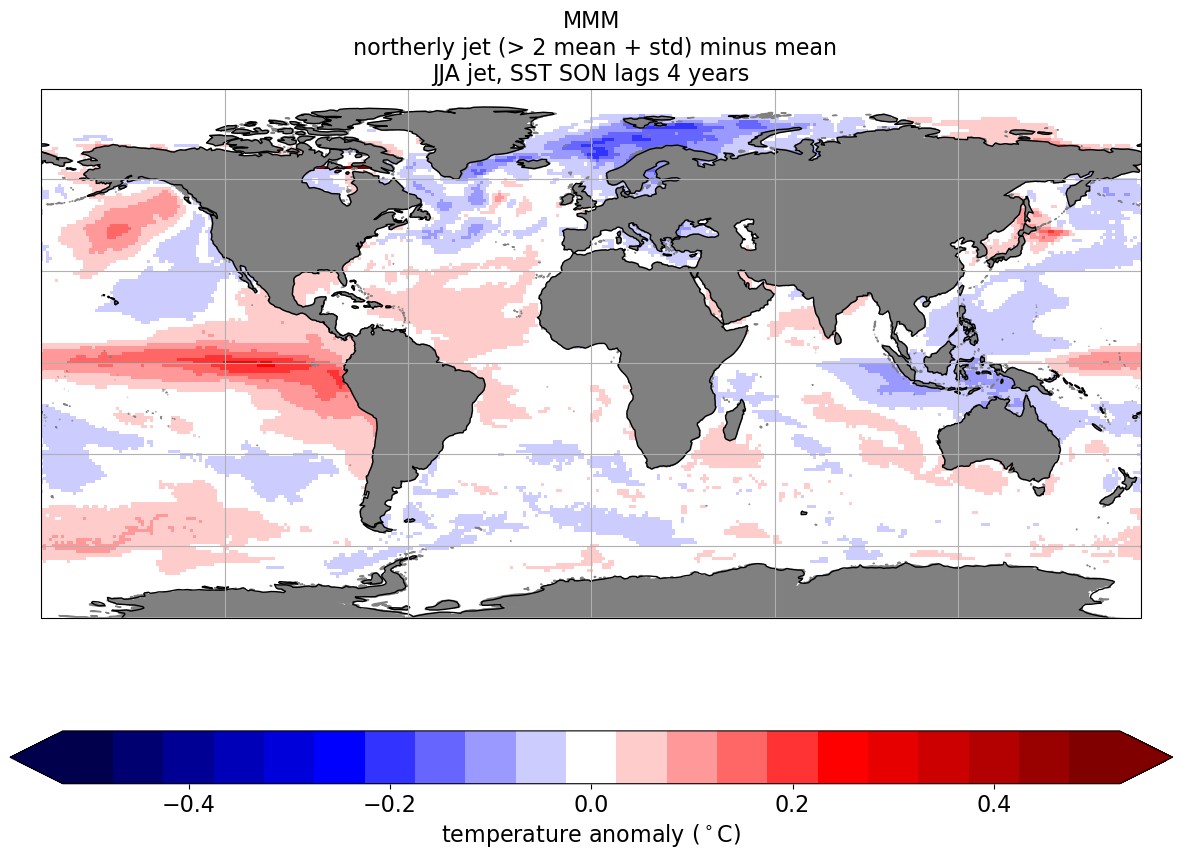 MMM
northerly jet (> 2 mean + std) minus mean
JJA jet, SST SON lags 4 years
−0.4 −0.2 0.0 0.2 0.4
temperature anomaly (°C)